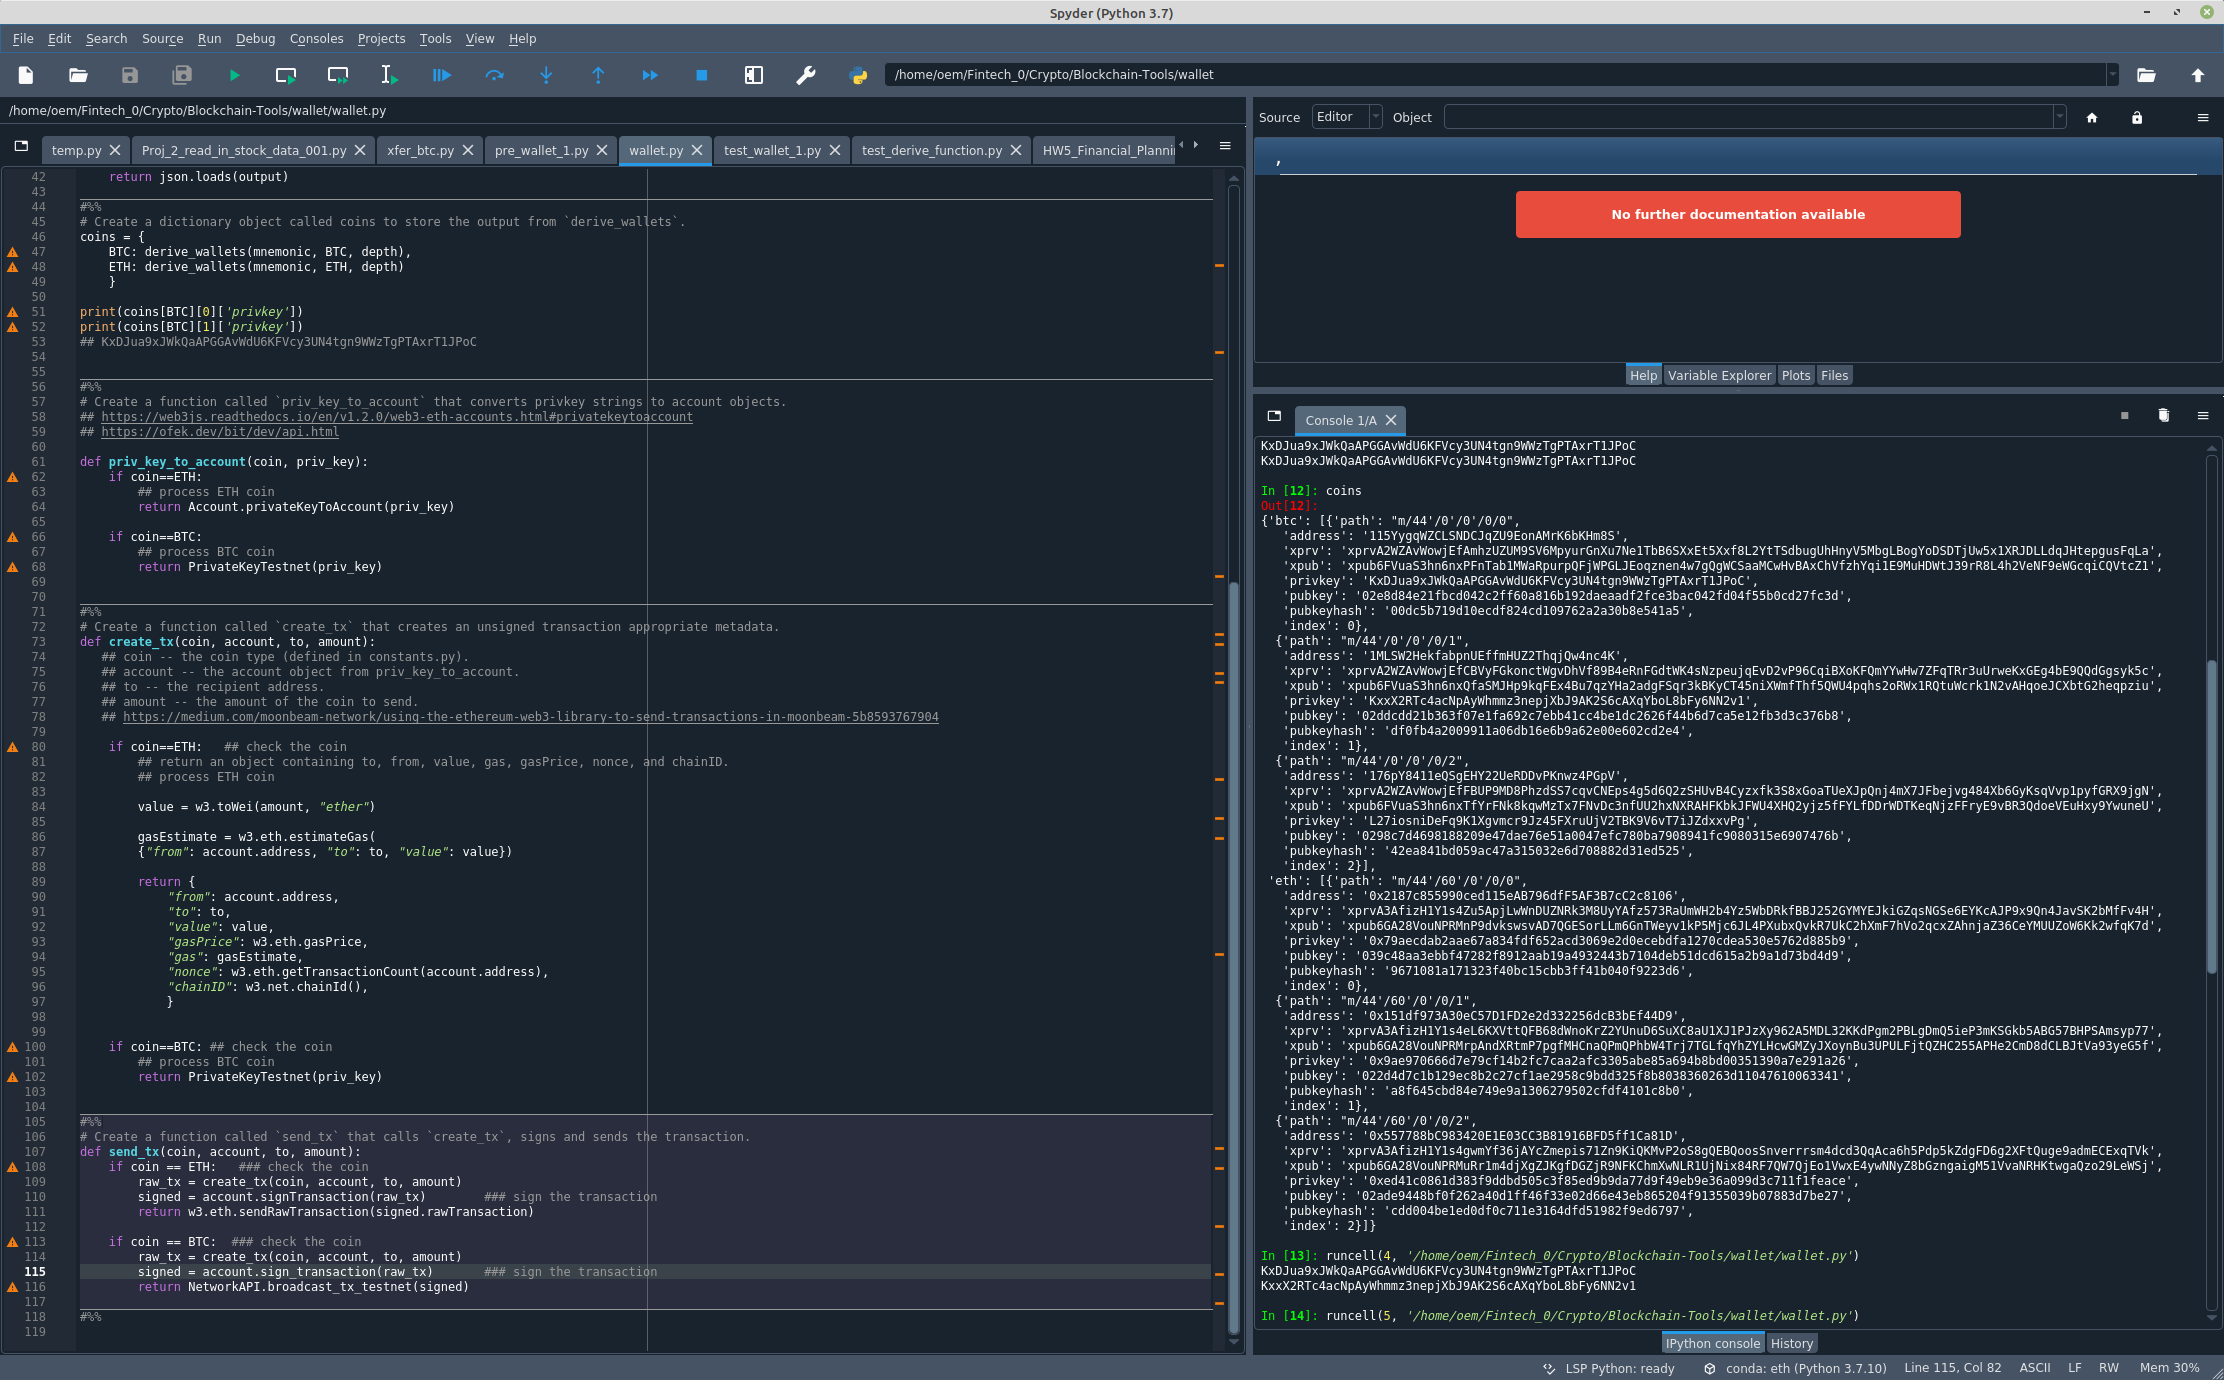 Spyder (Python 3.7)
File Edit Search Source Run Debug Consoles Projects Tools View Help
/home/oem/Fintech_0/Crypto/Blockchain-Tools/wallet
/home/oem/Fintech_0/Crypto/Blockchain-Tools/wallet/wallet.py
temp.py Proj_2_read_in_stock_data_001.py xfer_btc.py pre_wallet_1.py wallet.py test_wallet_1.py test_derive_function.py HW5_Financial_Planni
42 return json.loads(output)
43
44 #%%
45 # Create a dictionary object called coins to store the output from `derive_wallets`.
46 coins = {
47 BTC: derive_wallets(mnemonic, BTC, depth),
48 ETH: derive_wallets(mnemonic, ETH, depth)
49 }
50
51 print(coins[BTC][0]['privkey'])
52 print(coins[BTC][1]['privkey'])
53 ## KxDJua9xJWkQaAPGGAvWdU6KFVcy3UN4tgn9WWzTgPTAxrT1JPoC
54
55
56 #%%
57 # Create a function called `priv_key_to_account` that converts privkey strings to account objects.
58 ## https://web3js.readthedocs.io/en/v1.2.0/web3-eth-accounts.html#privatekeytoaccount
59 ## https://ofek.dev/bit/dev/api.html
60
61 def priv_key_to_account(coin, priv_key):
62 if coin==ETH:
63 ## process ETH coin
64 return Account.privateKeyToAccount(priv_key)
65
66 if coin==BTC:
67 ## process BTC coin
68 return PrivateKeyTestnet(priv_key)
69
70
71 #%%
72 # Create a function called `create_tx` that creates an unsigned transaction appropriate metadata.
73 def create_tx(coin, account, to, amount):
74 ## coin -- the coin type (defined in constants.py).
75 ## account -- the account object from priv_key_to_account.
76 ## to -- the recipient address.
77 ## amount -- the amount of the coin to send.
78 ## https://medium.com/moonbeam-network/using-the-ethereum-web3-library-to-send-transactions-in-moonbeam-5b8593767904
79
80 if coin==ETH: ## check the coin
81 ## return an object containing to, from, value, gas, gasPrice, nonce, and chainID.
82 ## process ETH coin
83
84 value = w3.toWei(amount, "ether")
85
86 gasEstimate = w3.eth.estimateGas(
87 {"from": account.address, "to": to, "value": value})
88
89 return {
90 "from": account.address,
91 "to": to,
92 "value": value,
93 "gasPrice": w3.eth.gasPrice,
94 "gas": gasEstimate,
95 "nonce": w3.eth.getTransactionCount(account.address),
96 "chainID": w3.net.chainId(),
97 }
98
99
100 if coin==BTC: ## check the coin
101 ## process BTC coin
102 return PrivateKeyTestnet(priv_key)
103
104
105 #%%
106 # Create a function called `send_tx` that calls `create_tx`, signs and sends the transaction.
107 def send_tx(coin, account, to, amount):
108 if coin == ETH: ### check the coin
109 raw_tx = create_tx(coin, account, to, amount)
110 signed = account.signTransaction(raw_tx) ### sign the transaction
111 return w3.eth.sendRawTransaction(signed.rawTransaction)
112
113 if coin == BTC: ### check the coin
114 raw_tx = create_tx(coin, account, to, amount)
115 signed = account.sign_transaction(raw_tx) ### sign the transaction
116 return NetworkAPI.broadcast_tx_testnet(signed)
117
118 #%%
119
Source Editor Object
,
No further documentation available
Help Variable Explorer Plots Files
Console 1/A
KxDJua9xJWkQaAPGGAvWdU6KFVcy3UN4tgn9WWzTgPTAxrT1JPoC
KxDJua9xJWkQaAPGGAvWdU6KFVcy3UN4tgn9WWzTgPTAxrT1JPoC
In [12]: coins
Out[12]:
{'btc': [{'path': "m/44'/0'/0'/0/0",
'address': '115YygqWZCLSNDCJqZU9EonAMrK6bKHm8S',
'xprv':
'xpub':
'privkey': 'KxDJua9xJWkQaAPGGAvWdU6KFVcy3UN4tgn9WWzTgPTAxrT1JPoC',
'pubkey': '02e8d84e21fbcd042c2ff60a816b192daeaadf2fce3bac042fd04f55b0cd27fc3d',
'pubkeyhash': '00dc5b719d10ecdf824cd109762a2a30b8e541a5',
'index': 0},
{'path': "m/44'/0'/0'/0/1",
'address': '1MLSW2HekfabpnUEffmHUZ2ThqjQw4nc4K',
'xprv':
'xpub':
'privkey': 'KxxX2RTc4acNpAyWhmmz3nepjXbJ9AK2S6cAXqYboL8bFy6NN2v1',
'pubkey': '02ddcdd21b363f07e1fa692c7ebb41cc4be1dc2626f44b6d7ca5e12fb3d3c376b8',
'pubkeyhash': 'df0fb4a2009911a06db16e6b9a62e00e602cd2e4',
'index': 1},
{'path': "m/44'/0'/0'/0/2",
'address': '176pY8411eQSgEHY22UeRDDvPKnwz4PGpV',
'xprv':
'xpub':
'privkey': 'L27iosniDeFq9K1Xgvmcr9Jz45FXruUjV2TBK9V6vT7iJZdxxvPg',
'pubkey': '0298c7d4698188209e47dae76e51a0047efc780ba7908941fc9080315e6907476b',
'pubkeyhash': '42ea841bd059ac47a315032e6d708882d31ed525',
'index': 2}],
'eth': [{'path': "m/44'/60'/0'/0/0",
'address': '0x2187c855990ced115eAB796dfF5AF3B7cC2c8106',
'xprv':
'xpub':
'privkey': '0x79aecdab2aae67a834fdf652acd3069e2d0ecebdfa1270cdea530e5762d885b9',
'pubkey': '039c48aa3ebbf47282f8912aab19a4932443b7104deb51dcd615a2b9a1d73bd4d9',
'pubkeyhash': '9671081a171323f40bc15cbb3ff41b040f9223d6',
'index': 0},
{'path': "m/44'/60'/0'/0/1",
'address': '0x151df973A30eC57D1FD2e2d332256dcB3bEf44D9',
'xprv':
'xpub':
'privkey': '0x9ae970666d7e79cf14b2fc7caa2afc3305abe85a694b8bd00351390a7e291a26',
'pubkey': '022d4d7c1b129ec8b2c27cf1ae2958c9bdd325f8b8038360263d11047610063341',
'pubkeyhash': 'a8f645cbd84e749e9a1306279502cfdf4101c8b0',
'index': 1},
{'path': "m/44'/60'/0'/0/2",
'address': '0x557788bC983420E1E03CC3B81916BFD5ff1Ca81D',
'xprv':
'xpub':
'privkey': '0xed41c0861d383f9ddbd505c3f85ed9b9da77d9f49eb9e36a099d3c711f1feace',
'pubkey': '02ade9448bf0f262a40d1ff46f33e02d66e43eb865204f91355039b07883d7be27',
'pubkeyhash': 'cdd004be1ed0df0c711e3164dfd51982f9ed6797',
'index': 2}]}
In [13]: runcell(4, '/home/oem/Fintech_0/Crypto/Blockchain-Tools/wallet/wallet.py')
KxDJua9xJWkQaAPGGAvWdU6KFVcy3UN4tgn9WWzTgPTAxrT1JPoC
KxxX2RTc4acNpAyWhmmz3nepjXbJ9AK2S6cAXqYboL8bFy6NN2v1
In [14]: runcell(5, '/home/oem/Fintech_0/Crypto/Blockchain-Tools/wallet/wallet.py')
IPython console History
LSP Python: ready conda: eth (Python 3.7.10) Line 115, Col 82 ASCII LF RW Mem 30%